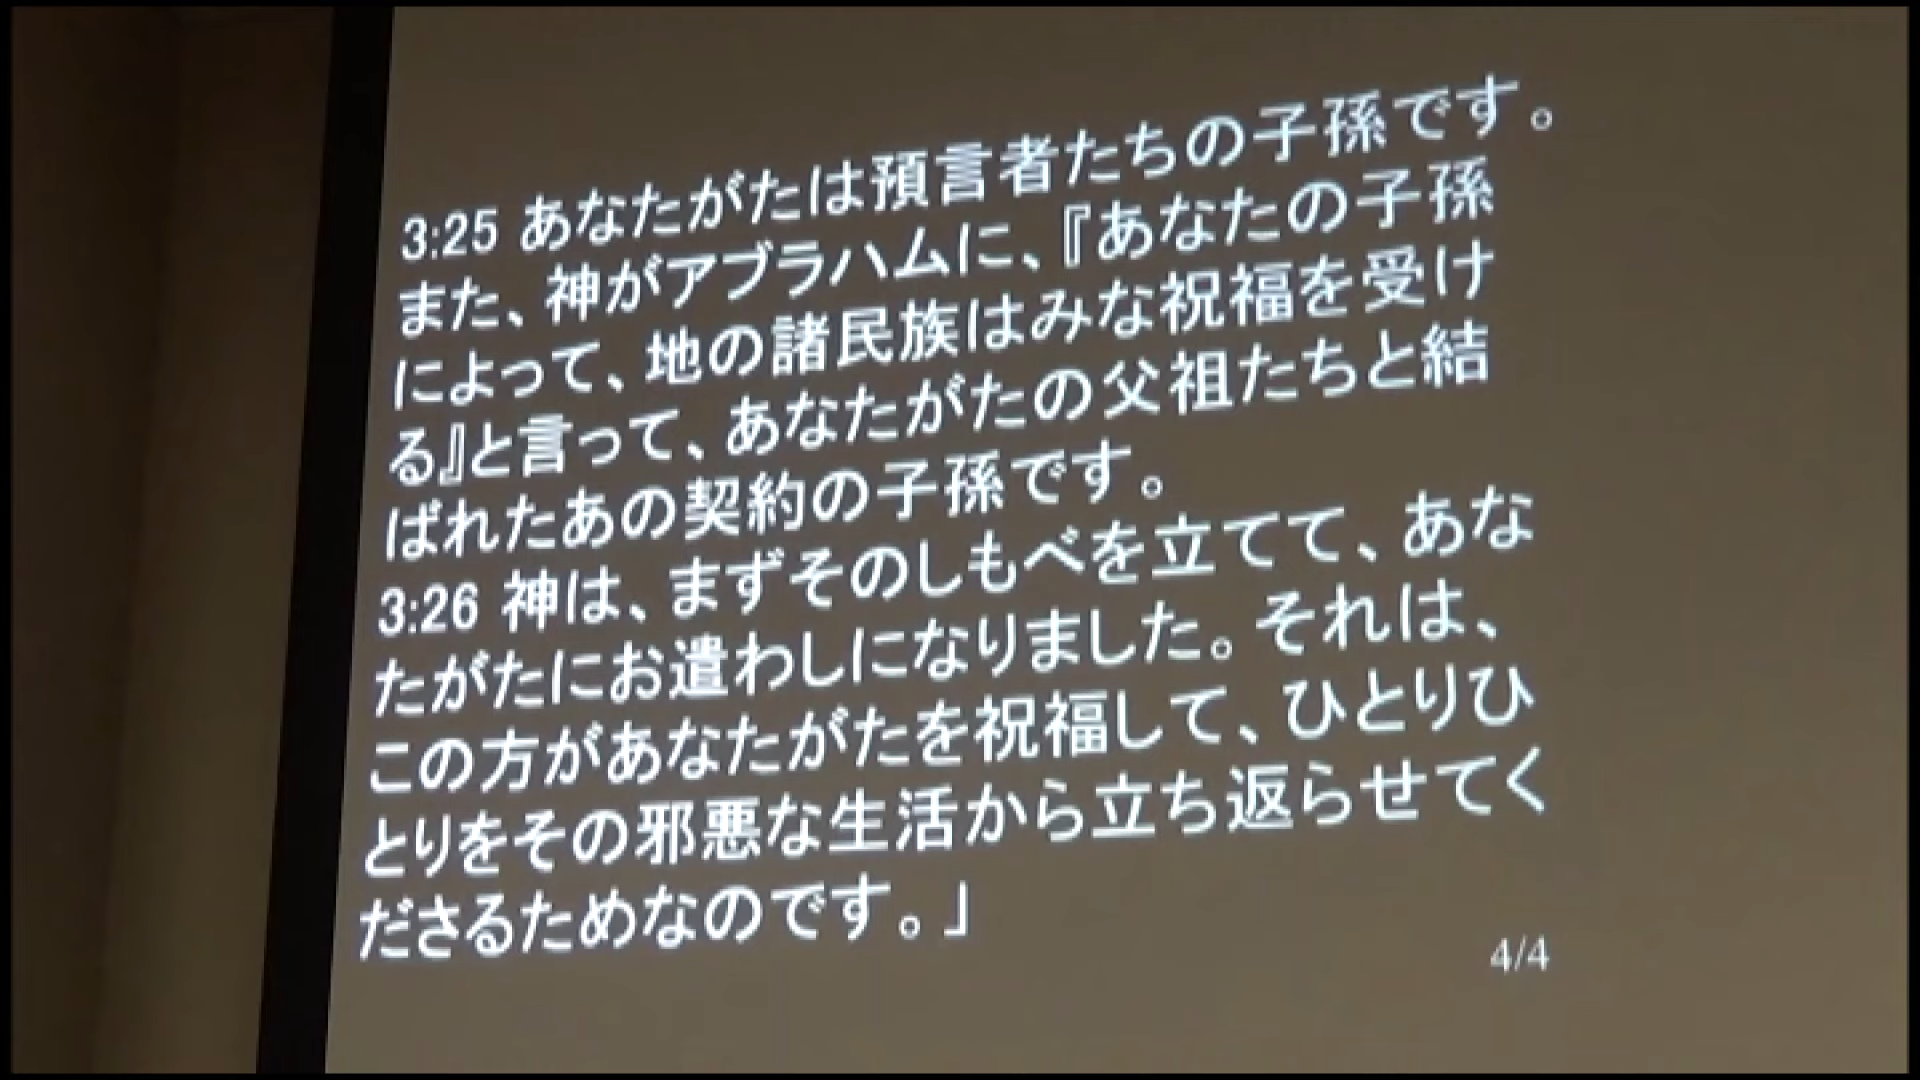 3:25 あなたがたは預言者たちの子孫です。
また、神がアブラハムに、『あなたの子孫
によって、地の諸民族はみな祝福を受け
る』と言って、あなたがたの父祖たちと結
ばれたあの契約の子孫です。
3:26 神は、まずそのしもべを立てて、あな
たがたにお遣わしになりました。それは、
この方があなたがたを祝福して、ひとりひ
とりをその邪悪な生活から立ち返らせてく
ださるためなのです。」
4/4